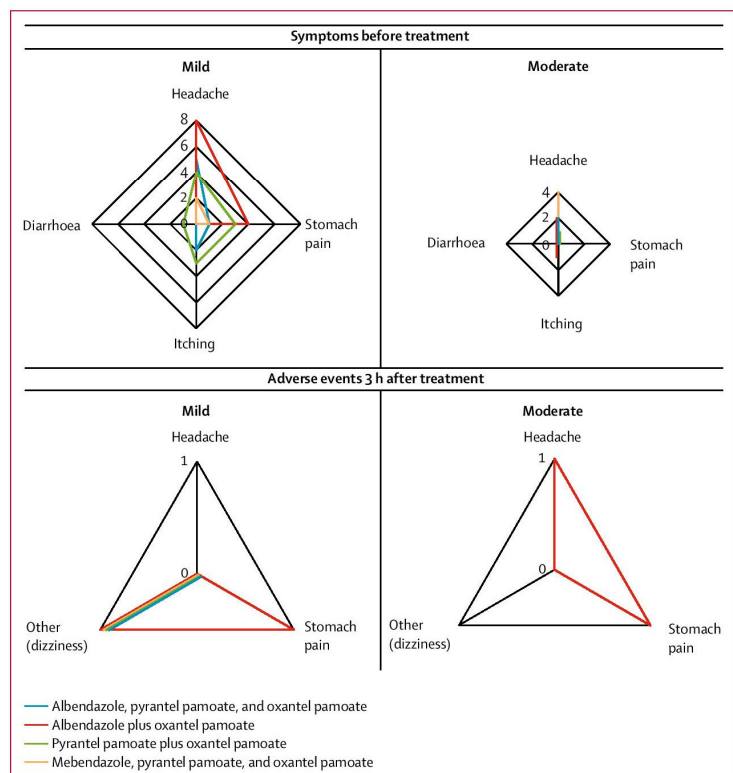 Symptoms before treatment
Mild
Headache
8
6
4
2
0
Diarrhoea
Stomach
pain
Itching
Moderate
Headache
4
2
0
Diarrhoea
Stomach
pain
Itching
Adverse events 3 h after treatment
Mild
Headache
1
0
Other
(dizziness)
Stomach
pain
Moderate
Headache
1
0
Other
(dizziness)
Stomach
pain
Albendazole, pyrantel pamoate, and oxantel pamoate
Albendazole plus oxantel pamoate
Pyrantel pamoate plus oxantel pamoate
Mebendazole, pyrantel pamoate, and oxantel pamoate